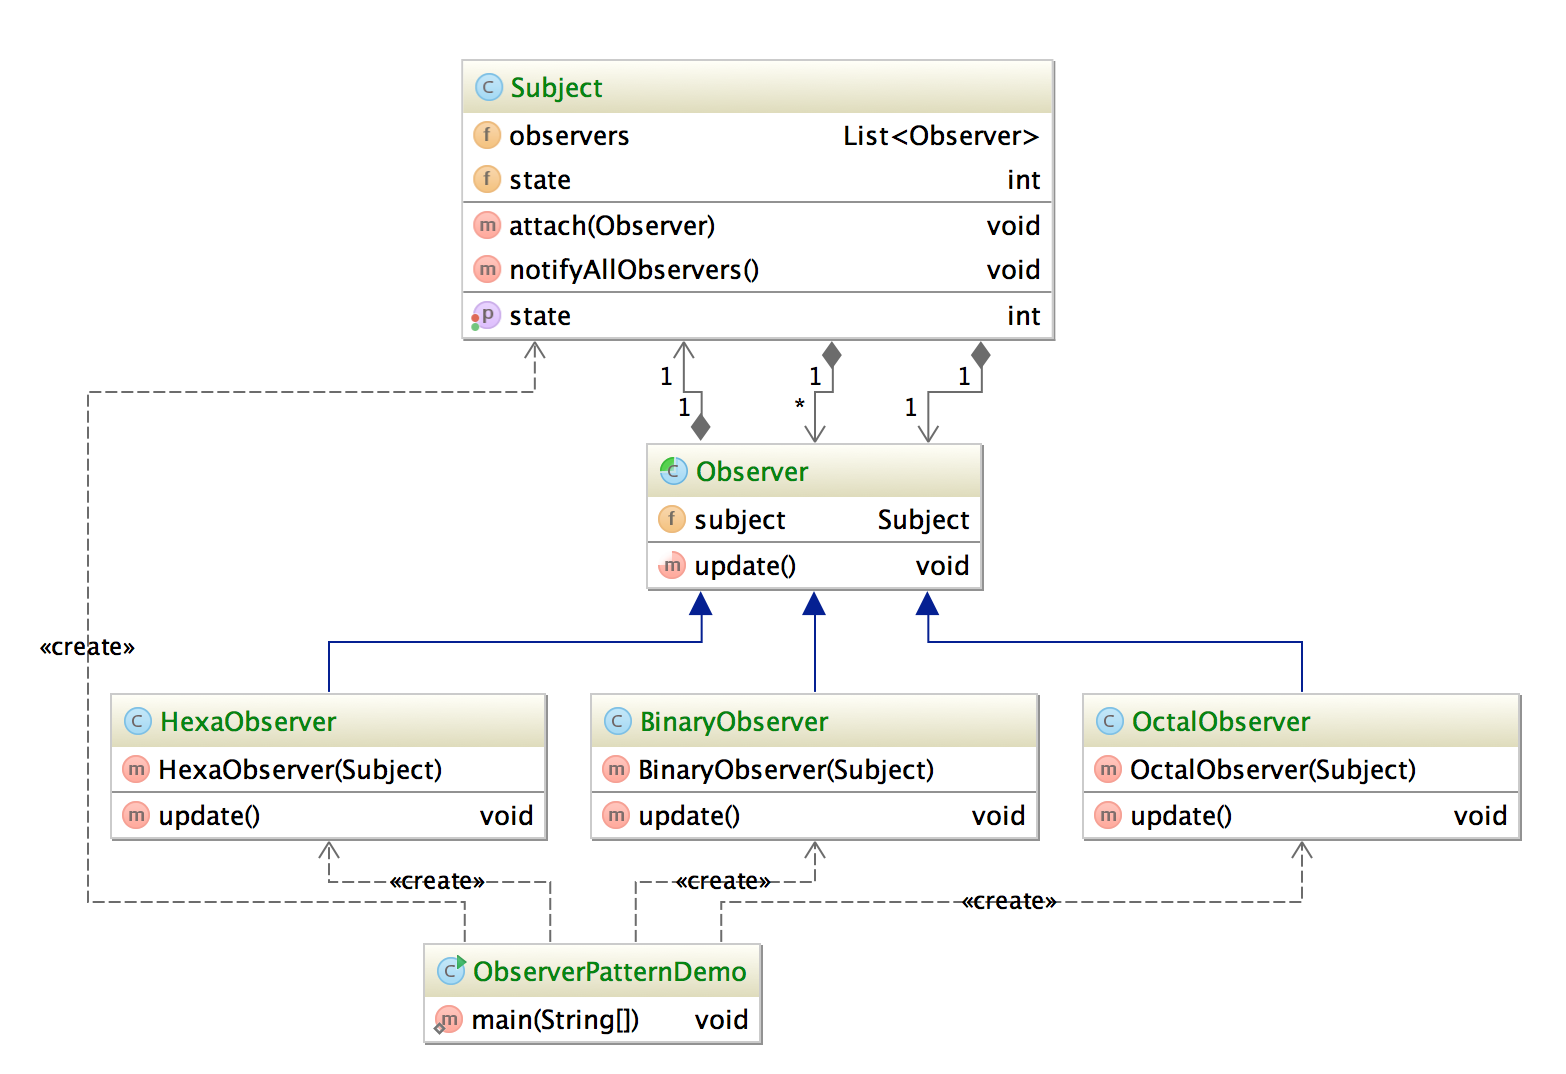 C Subject
f observers List<Observer>
f state int
m attach(Observer) void
m notifyAllObservers() void
p state int
1 1 1
1 * 1
C Observer
f subject Subject
m update() void
«create»
C HexaObserver
m HexaObserver(Subject)
m update() void
C BinaryObserver
m BinaryObserver(Subject)
m update() void
C OctalObserver
m OctalObserver(Subject)
m update() void
«create» «create» «create»
C ObserverPatternDemo
m main(String[]) void